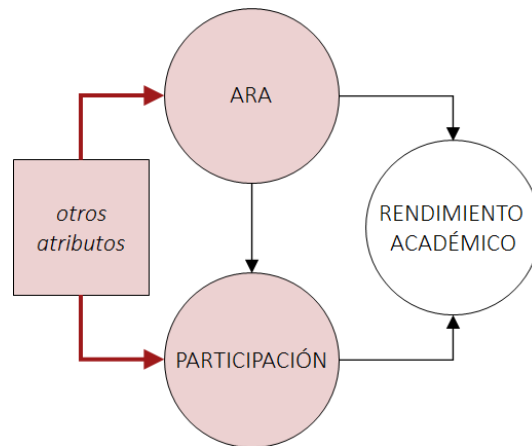 ARA
otros
atributos
RENDIMIENTO
ACADÉMICO
PARTICIPACIÓN